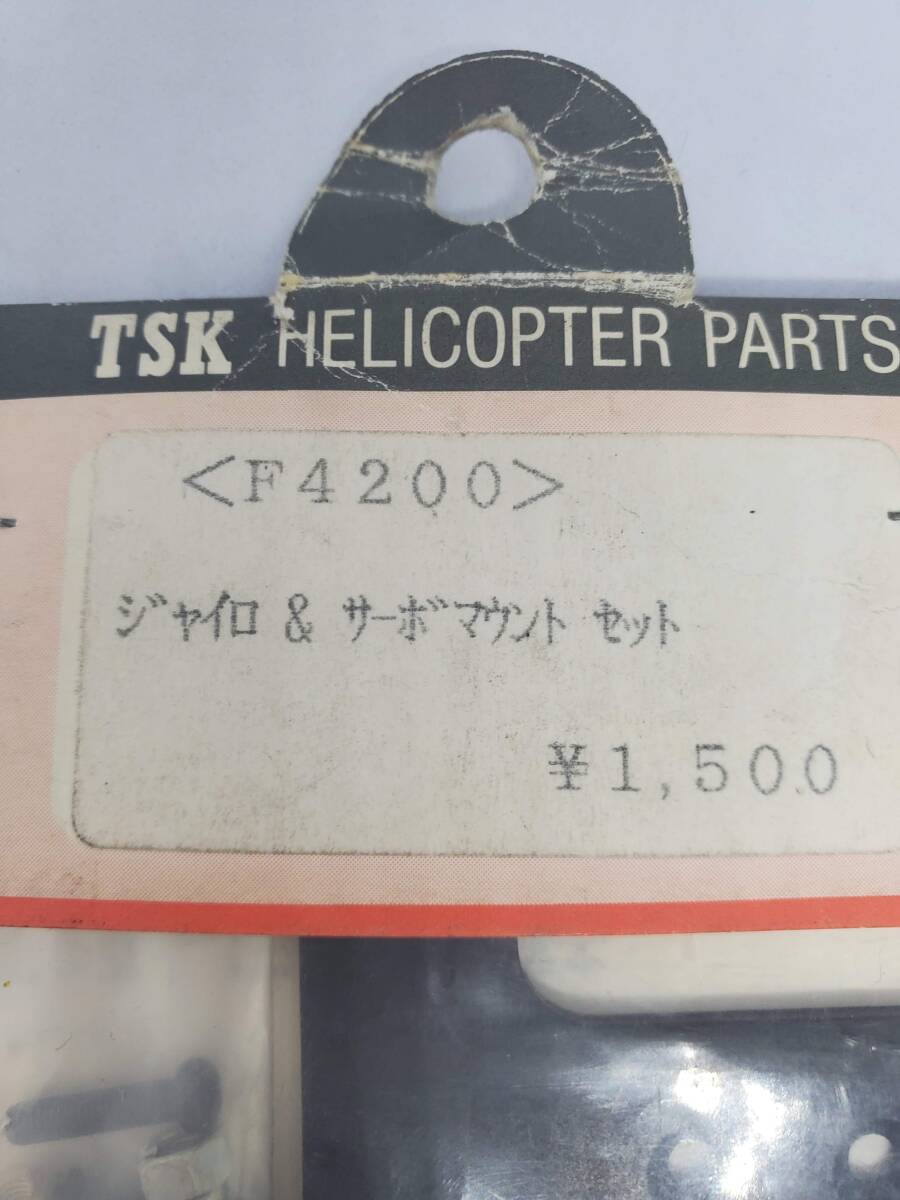 TSK HELICOPTER PARTS
<F4200>
ジャイロ & サーボマウント セット
¥1,500